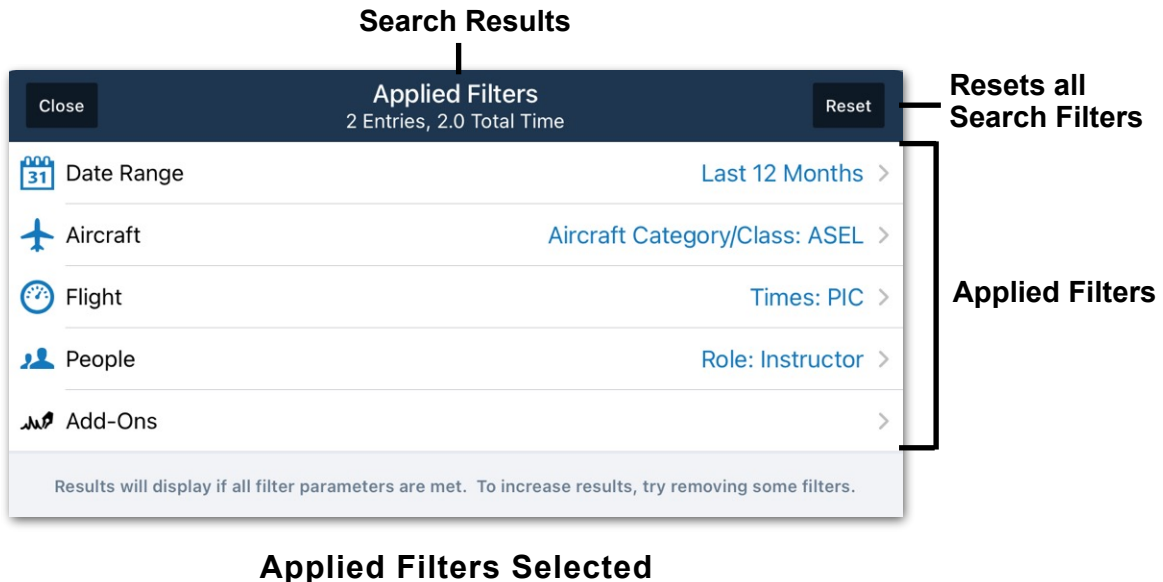 Search Results
Close
Applied Filters
2 Entries, 2.0 Total Time
Reset
Resets all
Search Filters
31
Date Range
Last 12 Months
Aircraft
Aircraft Category/Class: ASEL
Flight
Times: PIC
Applied Filters
People
Role: Instructor
Add-Ons
Results will display if all filter parameters are met. To increase results, try removing some filters.
Applied Filters Selected